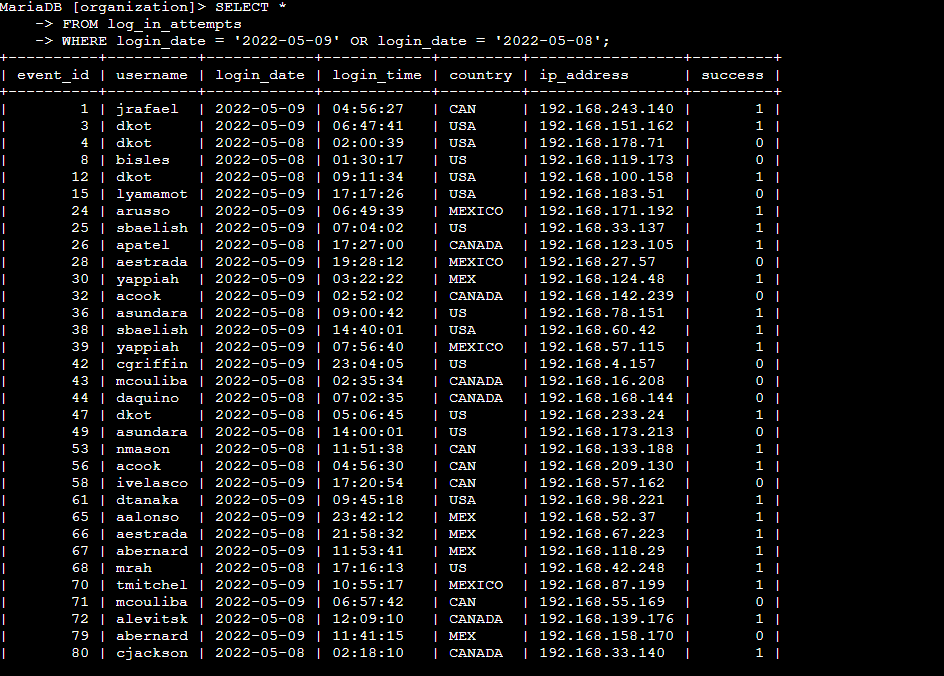 MariaDB [organization]> SELECT *
    -> FROM log_in_attempts
    -> WHERE login_date = '2022-05-09' OR login_date = '2022-05-08';
+----------+----------+------------+------------+---------+-----------------+---------+
| event_id | username | login_date | login_time | country | ip_address      | success |
+----------+----------+------------+------------+---------+-----------------+---------+
|        1 | jrafael  | 2022-05-09 | 04:56:27   | CAN     | 192.168.243.140 |       1 |
|        3 | dkot     | 2022-05-09 | 06:47:41   | USA     | 192.168.151.162 |       1 |
|        4 | dkot     | 2022-05-08 | 02:00:39   | USA     | 192.168.178.71  |       0 |
|        8 | bisles   | 2022-05-08 | 01:30:17   | US      | 192.168.119.173 |       0 |
|       12 | dkot     | 2022-05-08 | 09:11:34   | USA     | 192.168.100.158 |       1 |
|       15 | lyamamot | 2022-05-09 | 17:17:26   | USA     | 192.168.183.51  |       0 |
|       24 | arusso   | 2022-05-09 | 06:49:39   | MEXICO  | 192.168.171.192 |       1 |
|       25 | sbaelish | 2022-05-09 | 07:04:02   | US      | 192.168.33.137  |       1 |
|       26 | apatel   | 2022-05-08 | 17:27:00   | CANADA  | 192.168.123.105 |       1 |
|       28 | aestrada | 2022-05-09 | 19:28:12   | MEXICO  | 192.168.27.57   |       0 |
|       30 | yappiah  | 2022-05-09 | 03:22:22   | MEX     | 192.168.124.48  |       1 |
|       32 | acook    | 2022-05-09 | 02:52:02   | CANADA  | 192.168.142.239 |       0 |
|       36 | asundara | 2022-05-08 | 09:00:42   | US      | 192.168.78.151  |       1 |
|       38 | sbaelish | 2022-05-09 | 14:40:01   | USA     | 192.168.60.42   |       1 |
|       39 | yappiah  | 2022-05-09 | 07:56:40   | MEXICO  | 192.168.57.115  |       1 |
|       42 | cgriffin | 2022-05-09 | 23:04:05   | US      | 192.168.4.157   |       0 |
|       43 | mcouliba | 2022-05-08 | 02:35:34   | CANADA  | 192.168.16.208  |       0 |
|       44 | daquino  | 2022-05-08 | 07:02:35   | CANADA  | 192.168.168.144 |       0 |
|       47 | dkot     | 2022-05-08 | 05:06:45   | US      | 192.168.233.24  |       1 |
|       49 | asundara | 2022-05-08 | 14:00:01   | US      | 192.168.173.213 |       0 |
|       53 | nmason   | 2022-05-08 | 11:51:38   | CAN     | 192.168.133.188 |       1 |
|       56 | acook    | 2022-05-08 | 04:56:30   | CAN     | 192.168.209.130 |       1 |
|       58 | ivelasco | 2022-05-09 | 17:20:54   | CAN     | 192.168.57.162  |       0 |
|       61 | dtanaka  | 2022-05-09 | 09:45:18   | USA     | 192.168.98.221  |       1 |
|       65 | aalonso  | 2022-05-09 | 23:42:12   | MEX     | 192.168.52.37   |       1 |
|       66 | aestrada | 2022-05-08 | 21:58:32   | MEX     | 192.168.67.223  |       1 |
|       67 | abernard | 2022-05-09 | 11:53:41   | MEX     | 192.168.118.29  |       1 |
|       68 | mrah     | 2022-05-08 | 17:16:13   | US      | 192.168.42.248  |       1 |
|       70 | tmitchel | 2022-05-09 | 10:55:17   | MEXICO  | 192.168.87.199  |       1 |
|       71 | mcouliba | 2022-05-09 | 06:57:42   | CAN     | 192.168.55.169  |       0 |
|       72 | alevitsk | 2022-05-08 | 12:09:10   | CANADA  | 192.168.139.176 |       1 |
|       79 | abernard | 2022-05-09 | 11:41:15   | MEX     | 192.168.158.170 |       0 |
|       80 | cjackson | 2022-05-08 | 02:18:10   | CANADA  | 192.168.33.140  |       1 |